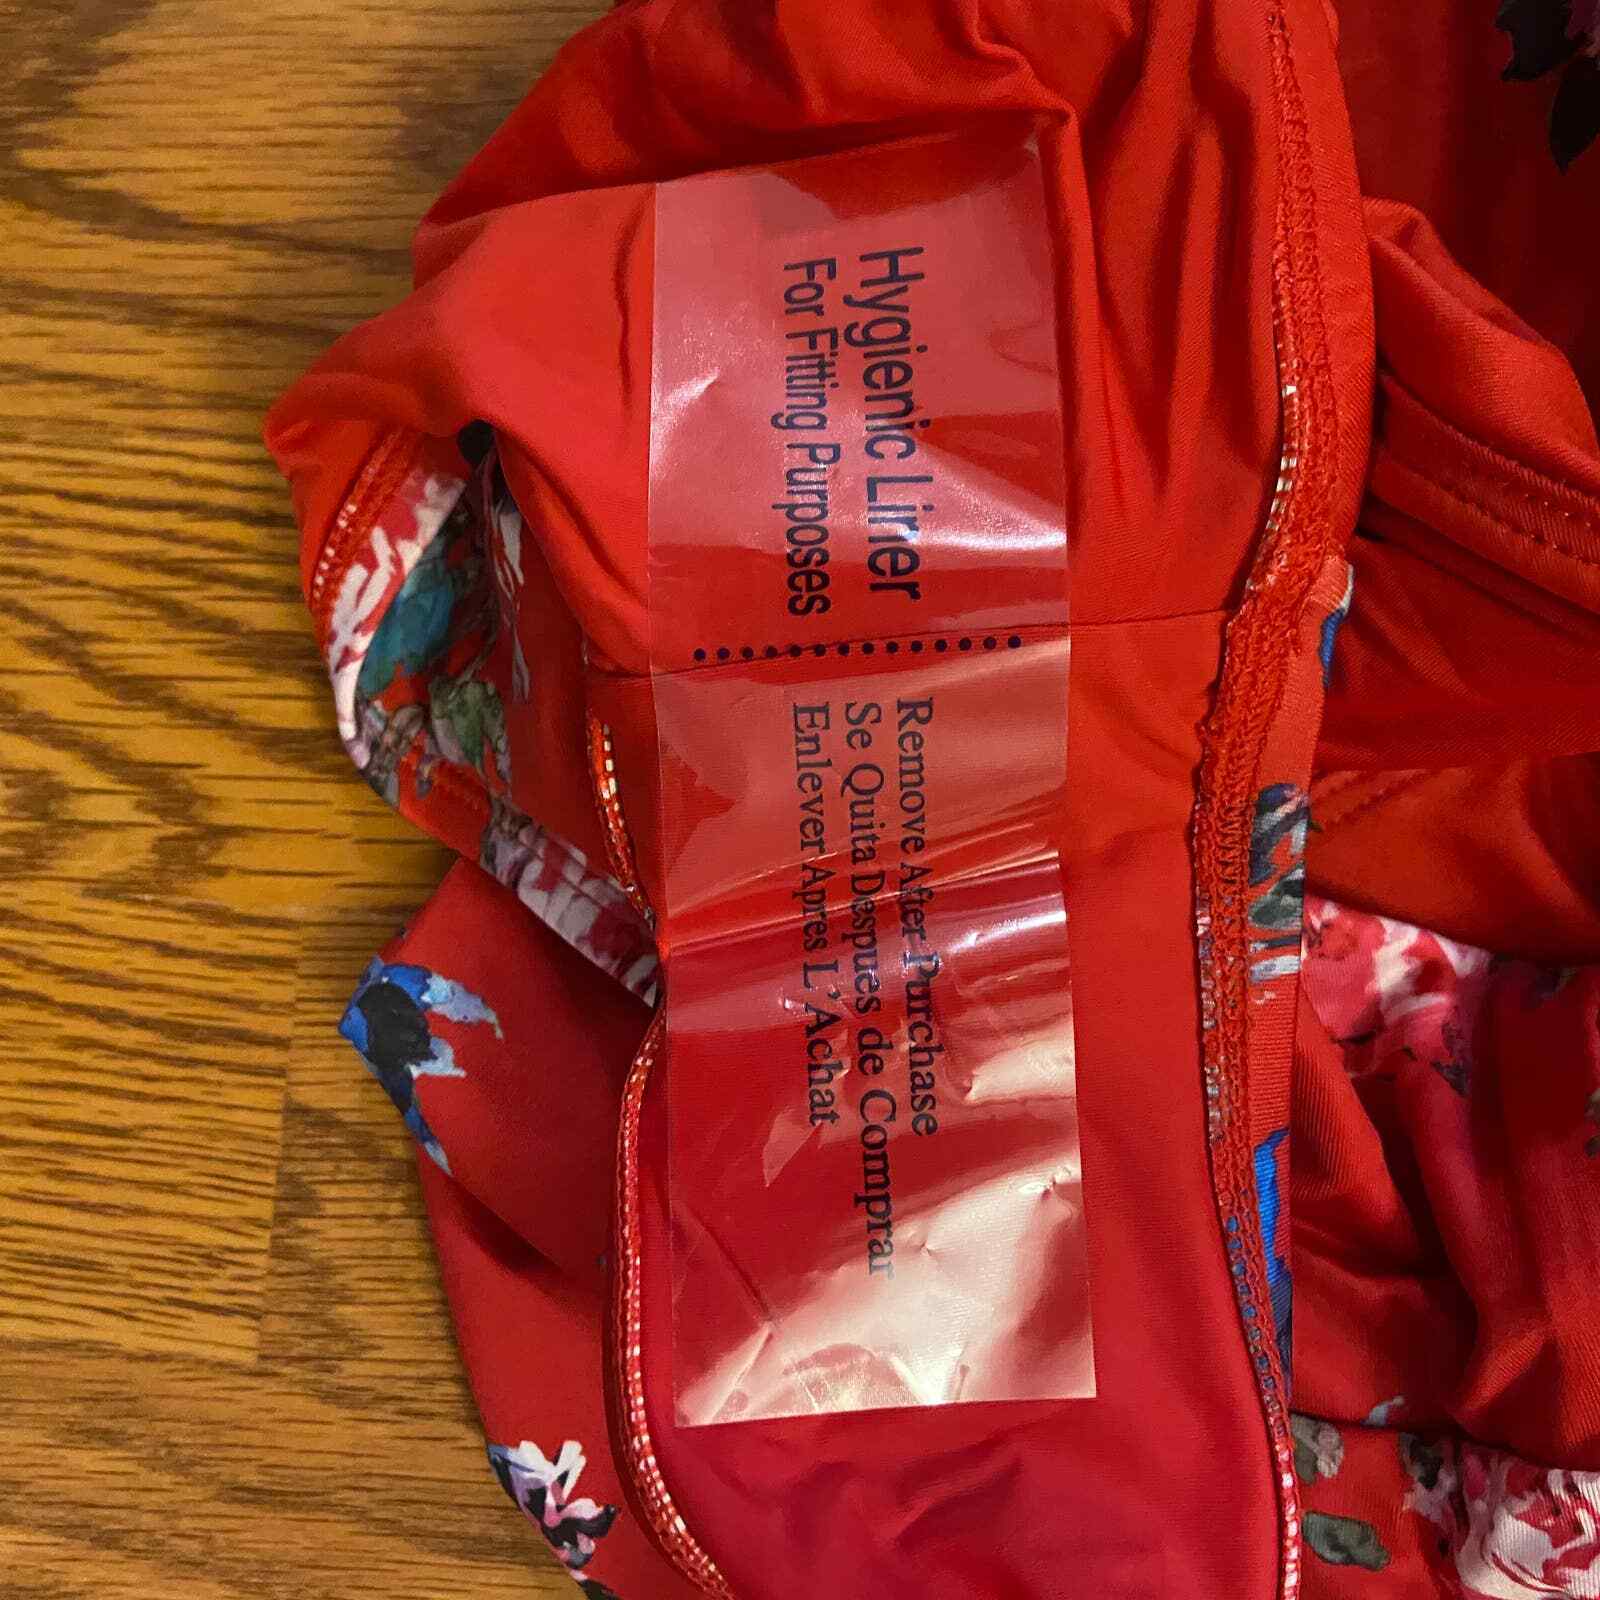 Hygienic Liner
For Fitting Purposes
Remove After Purchase
Se Quita Despues de Comprar
Enlever Apres L'Achat